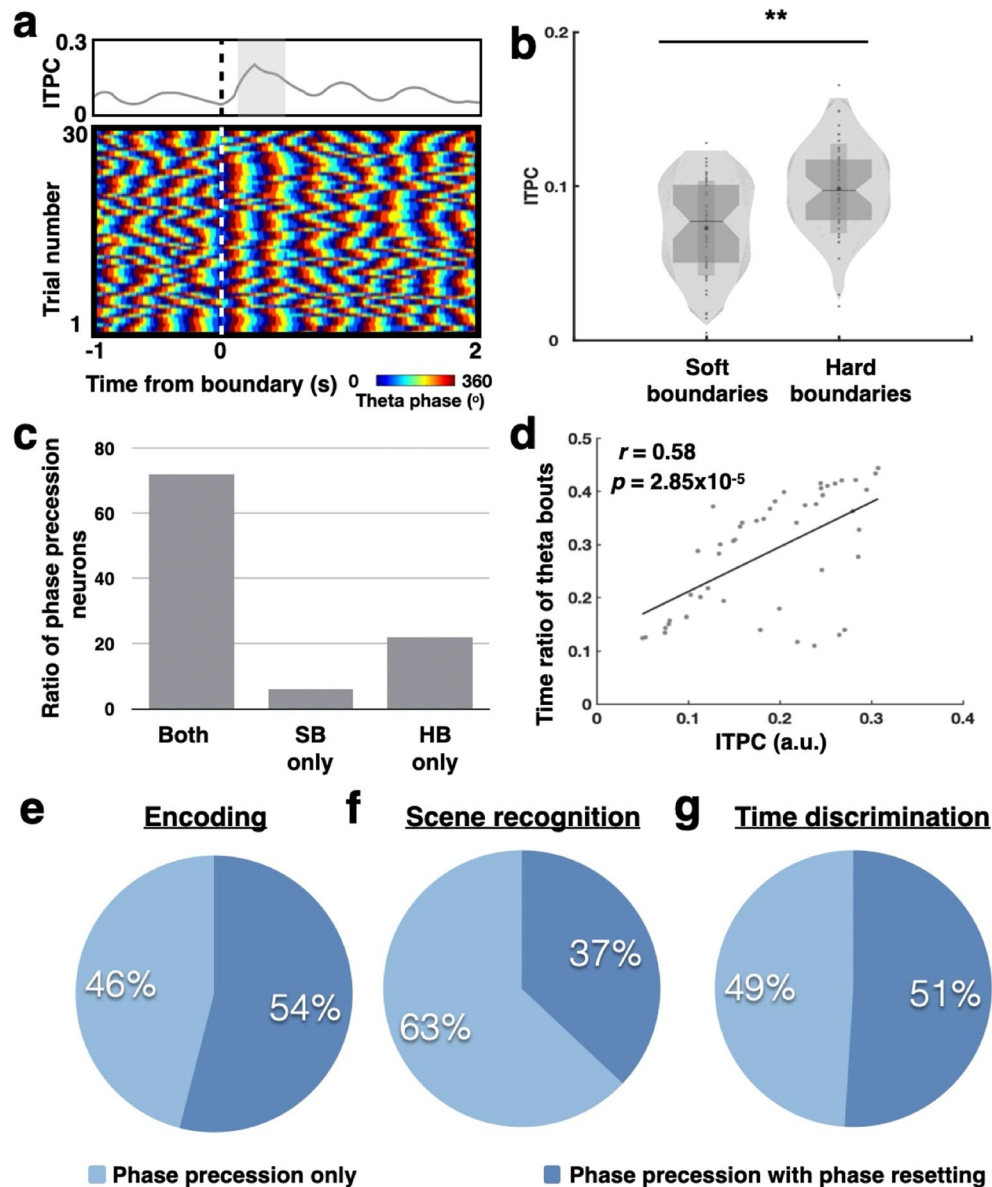 a
0.3
ITPC
0
30
Trial number
1
-1 0 2
Time from boundary (s)
0 360
Theta phase (o)
b
**
0.2
ITPC
0.1
0
Soft boundaries
Hard boundaries
c
Ratio of phase precession neurons
80
60
40
20
0
Both
SB only
HB only
d
r = 0.58
p = 2.85x10-5
Time ratio of theta bouts
0.5
0.4
0.3
0.2
0.1
0
0 0.1 0.2 0.3 0.4
ITPC (a.u.)
e Encoding
46%
54%
f Scene recognition
37%
63%
g Time discrimination
49%
51%
Phase precession only
Phase precession with phase resetting